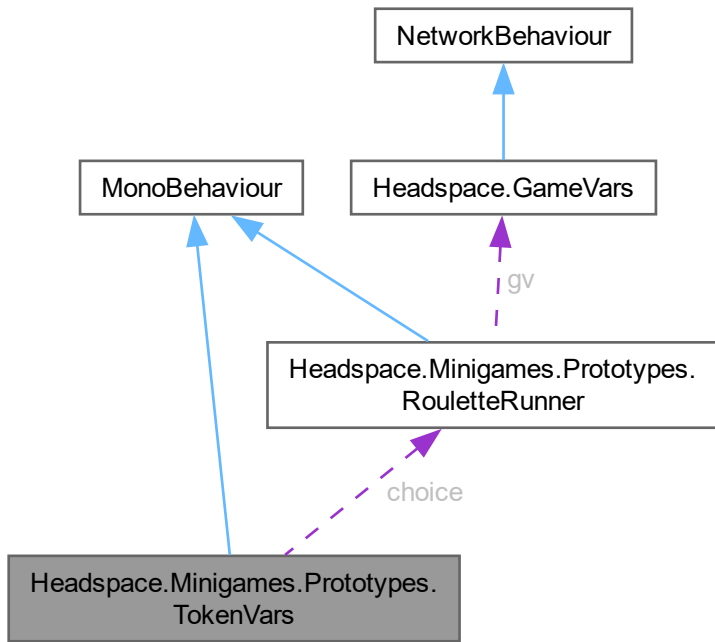 NetworkBehaviour
MonoBehaviour
Headspace.GameVars
gv
Headspace.Minigames.Prototypes.
RouletteRunner
choice
Headspace.Minigames.Prototypes.
TokenVars